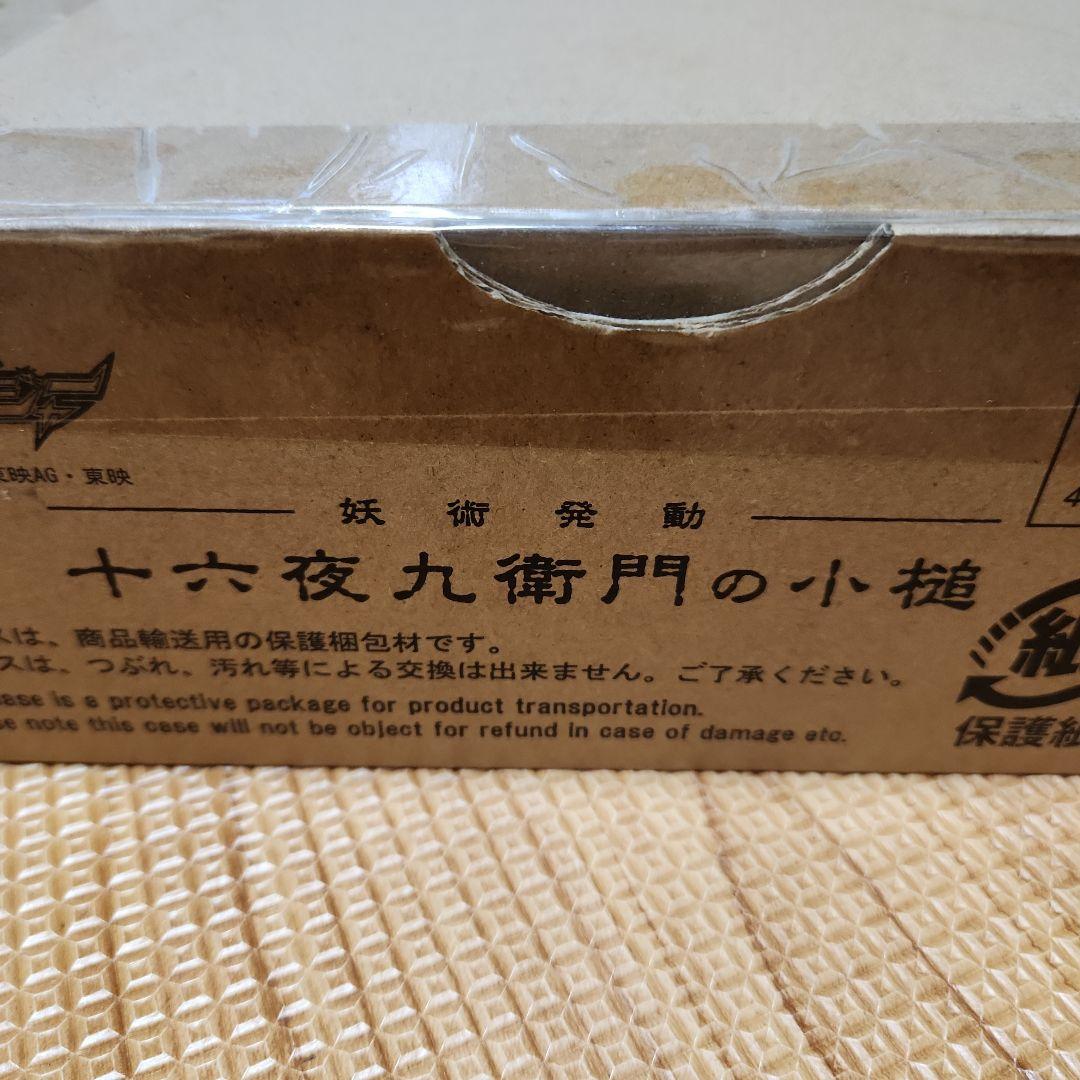 映AG・東映
妖術発動
十六夜九衛門の小槌
スは、商品輸送用の保護梱包材です。
スは、つぶれ、汚れ等による交換は出来ません。ご了承ください。
case is a protective package for product transportation.
se note this case will not be object for refund in case of damage etc.
4
紙
保護紙